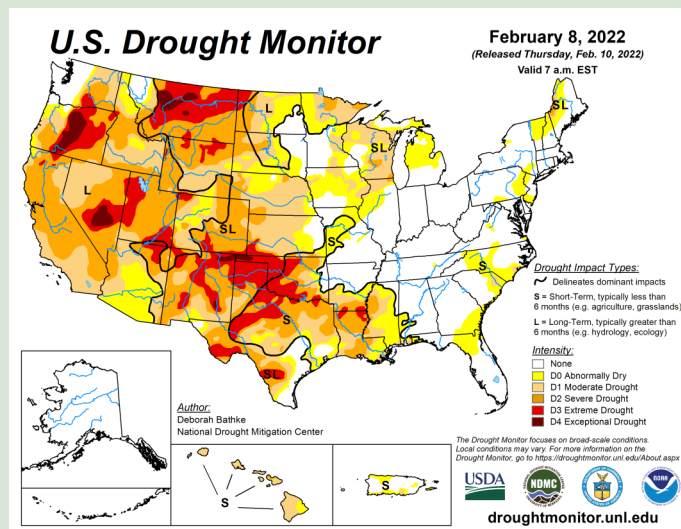 U.S. Drought Monitor
February 8, 2022
(Released Thursday, Feb. 10, 2022)
Valid 7 a.m. EST
L
SL
SL
L
SL
S
S
S
SL
Drought Impact Types:
Delineates dominant impacts
S = Short-Term, typically less than
6 months (e.g. agriculture, grasslands)
L = Long-Term, typically greater than
6 months (e.g. hydrology, ecology)
Intensity:
None
D0 Abnormally Dry
D1 Moderate Drought
D2 Severe Drought
D3 Extreme Drought
D4 Exceptional Drought
Author:
Deborah Bathke
National Drought Mitigation Center
S
S
The Drought Monitor focuses on broad-scale conditions.
Local conditions may vary. For more information on the
Drought Monitor, go to https://droughtmonitor.unl.edu/About.aspx
USDA
NDMC
NOAA
droughtmonitor.unl.edu